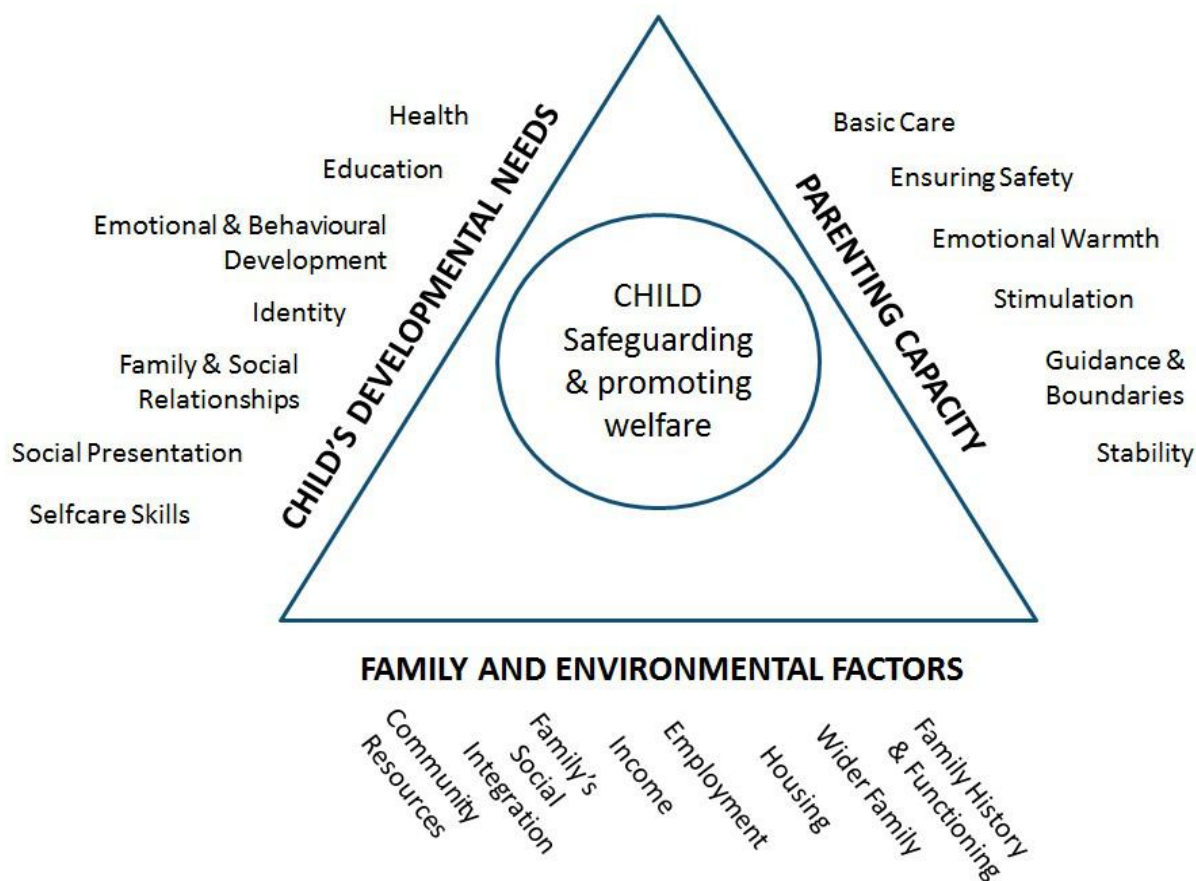 Health
Education
Emotional & Behavioural
Development
Identity
Family & Social
Relationships
Social Presentation
Selfcare Skills
CHILD'S DEVELOPMENTAL NEEDS
CHILD
Safeguarding
& promoting
welfare
PARENTING CAPACITY
Basic Care
Ensuring Safety
Emotional Warmth
Stimulation
Guidance &
Boundaries
Stability
FAMILY AND ENVIRONMENTAL FACTORS
Community
Resources
Family's
Social
Integration
Income
Employment
Housing
Wider Family
Family History
& Functioning